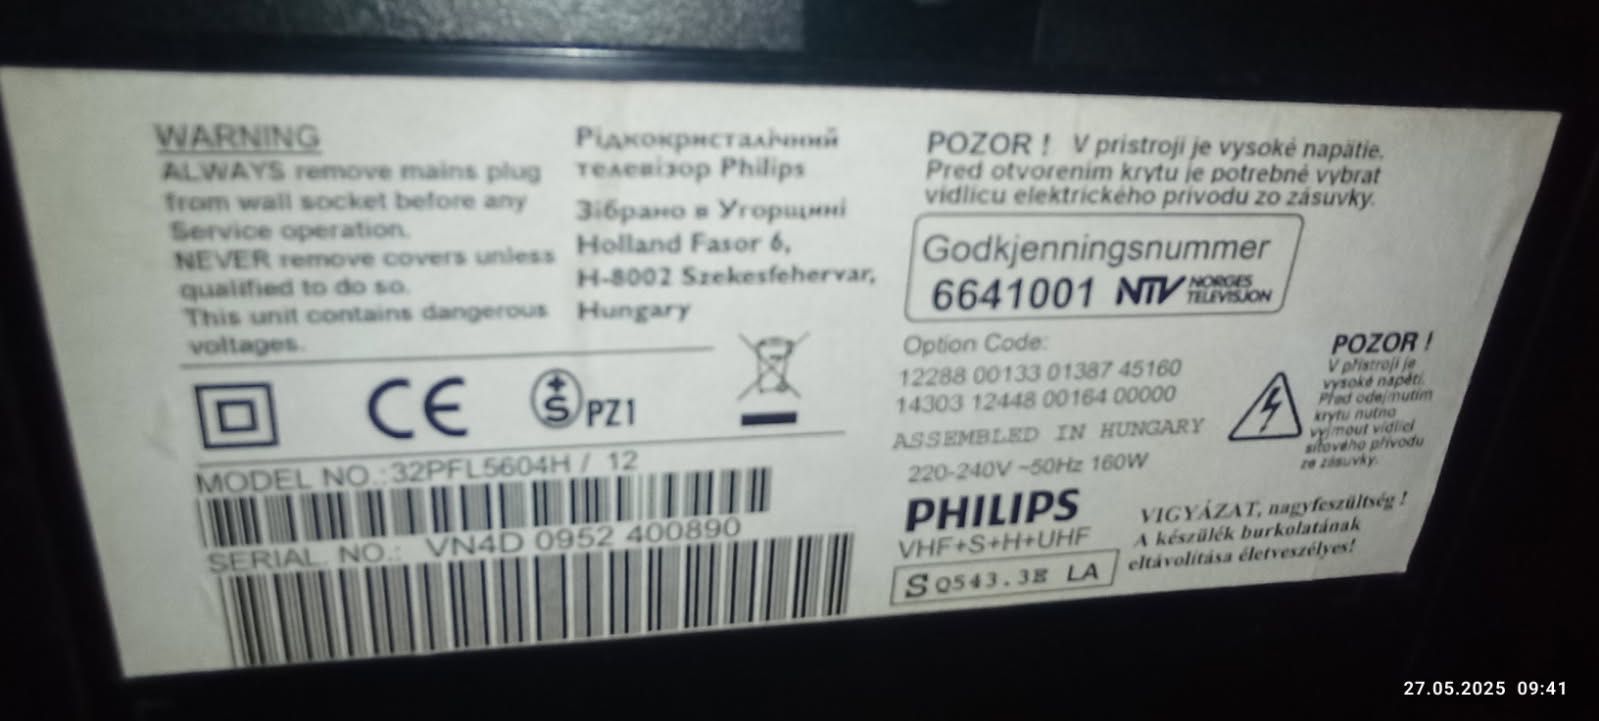 WARNING
ALWAYS remove mains plug
from wall socket before any
Service operation.
NEVER remove covers unless
qualified to do so.
This unit contains dangerous
voltages.
Рідкокристалічний
телевізор Philips
Зібрано в Угорщині
Holland Fasor 6,
H-8002 Szekesfehervar,
Hungary
POZOR ! V pristroji je vysoké napätie.
Pred otvorenim krytu je potrebné vybrat
vidlicu elektrického privodu zo zásuvky.
Godkjenningsnummer
6641001 NTV NORGES
TELEVISJON
CE
+
S PZ1
Option Code:
12288 00133 01387 45160
14303 12448 00164 00000
ASSEMBLED IN HUNGARY
220-240V ~50Hz 160W
POZOR !
V přístroji je
vysoké napětí.
Před odejmutím
krytu nutno
vyjmout vidlici
síťového přívodu
ze zásuvky.
MODEL NO.:32PFL5604H / 12
SERIAL. NO.: VN4D 0952 400890
PHILIPS
VHF+S+H+UHF
S Q543.3E LA
VIGYÁZAT, nagyfeszültség !
A készülék burkolatának
eltávolitása életveszélyes!
27.05.2025 09:41